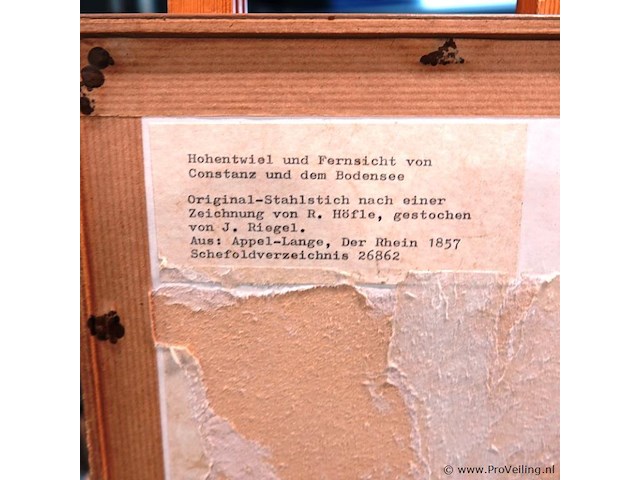 Hohentwiel und Fernsicht von
Constanz und dem Bodensee
Original-Stahlstich nach einer
Zeichnung von R. Höfle, gestochen
von J. Riegel.
Aus: Appel-Lange, Der Rhein 1857
Schefoldverzeichnis 26862
© www.ProVeiling.nl